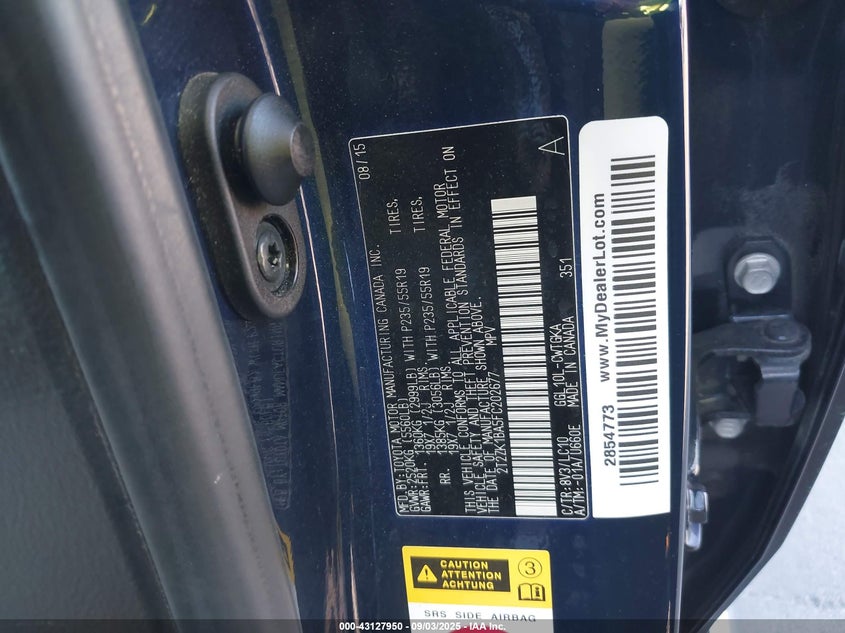 MFD.BY:TOYOTA MOTOR MANUFACTURING CANADA INC. 08/15
GVWR:2520KG(5560LB)
GAWR:FRT. 1360KG(2999LB) WITH P235/55R19 TIRES,
19X7 1/2J RIMS
RR. 1385KG(3056LB) WITH P235/55R19 TIRES,
19X7 1/2J RIMS
THIS VEHICLE CONFORMS TO ALL APPLICABLE FEDERAL MOTOR
VEHICLE SAFETY AND THEFT PREVENTION STANDARDS IN EFFECT ON
THE DATE OF MANUFACTURE SHOWN ABOVE.
2T2ZK1BA5FC202677 MPV
C/TR:8V3/LC10 GGL10L-CWTGKA 351
A/TM:-01A/U660E MADE IN CANADA
A
2854773 www.MyDealerLot.com
CAUTION
ATTENTION
ACHTUNG
3
SRS SIDE AIRBAG
000-43127950 - 09/03/2025 - IAA Inc.